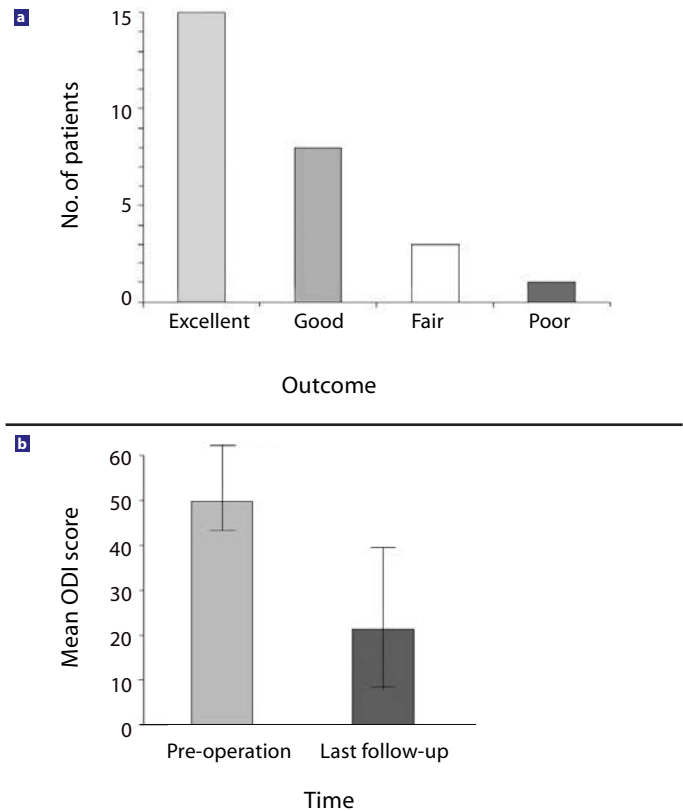 a
15
10
5
0
No. of patients
Excellent Good Fair Poor
Outcome
b
60
50
40
30
20
10
0
Mean ODI score
Pre-operation Last follow-up
Time